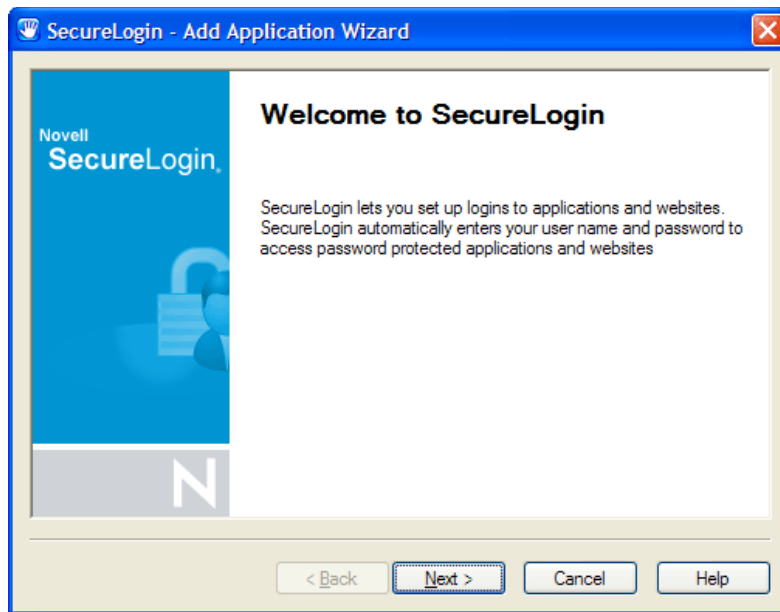 SecureLogin - Add Application Wizard
Novell
SecureLogin®
Welcome to SecureLogin
SecureLogin lets you set up logins to applications and websites.
SecureLogin automatically enters your user name and password to
access password protected applications and websites
N
< Back
Next >
Cancel
Help